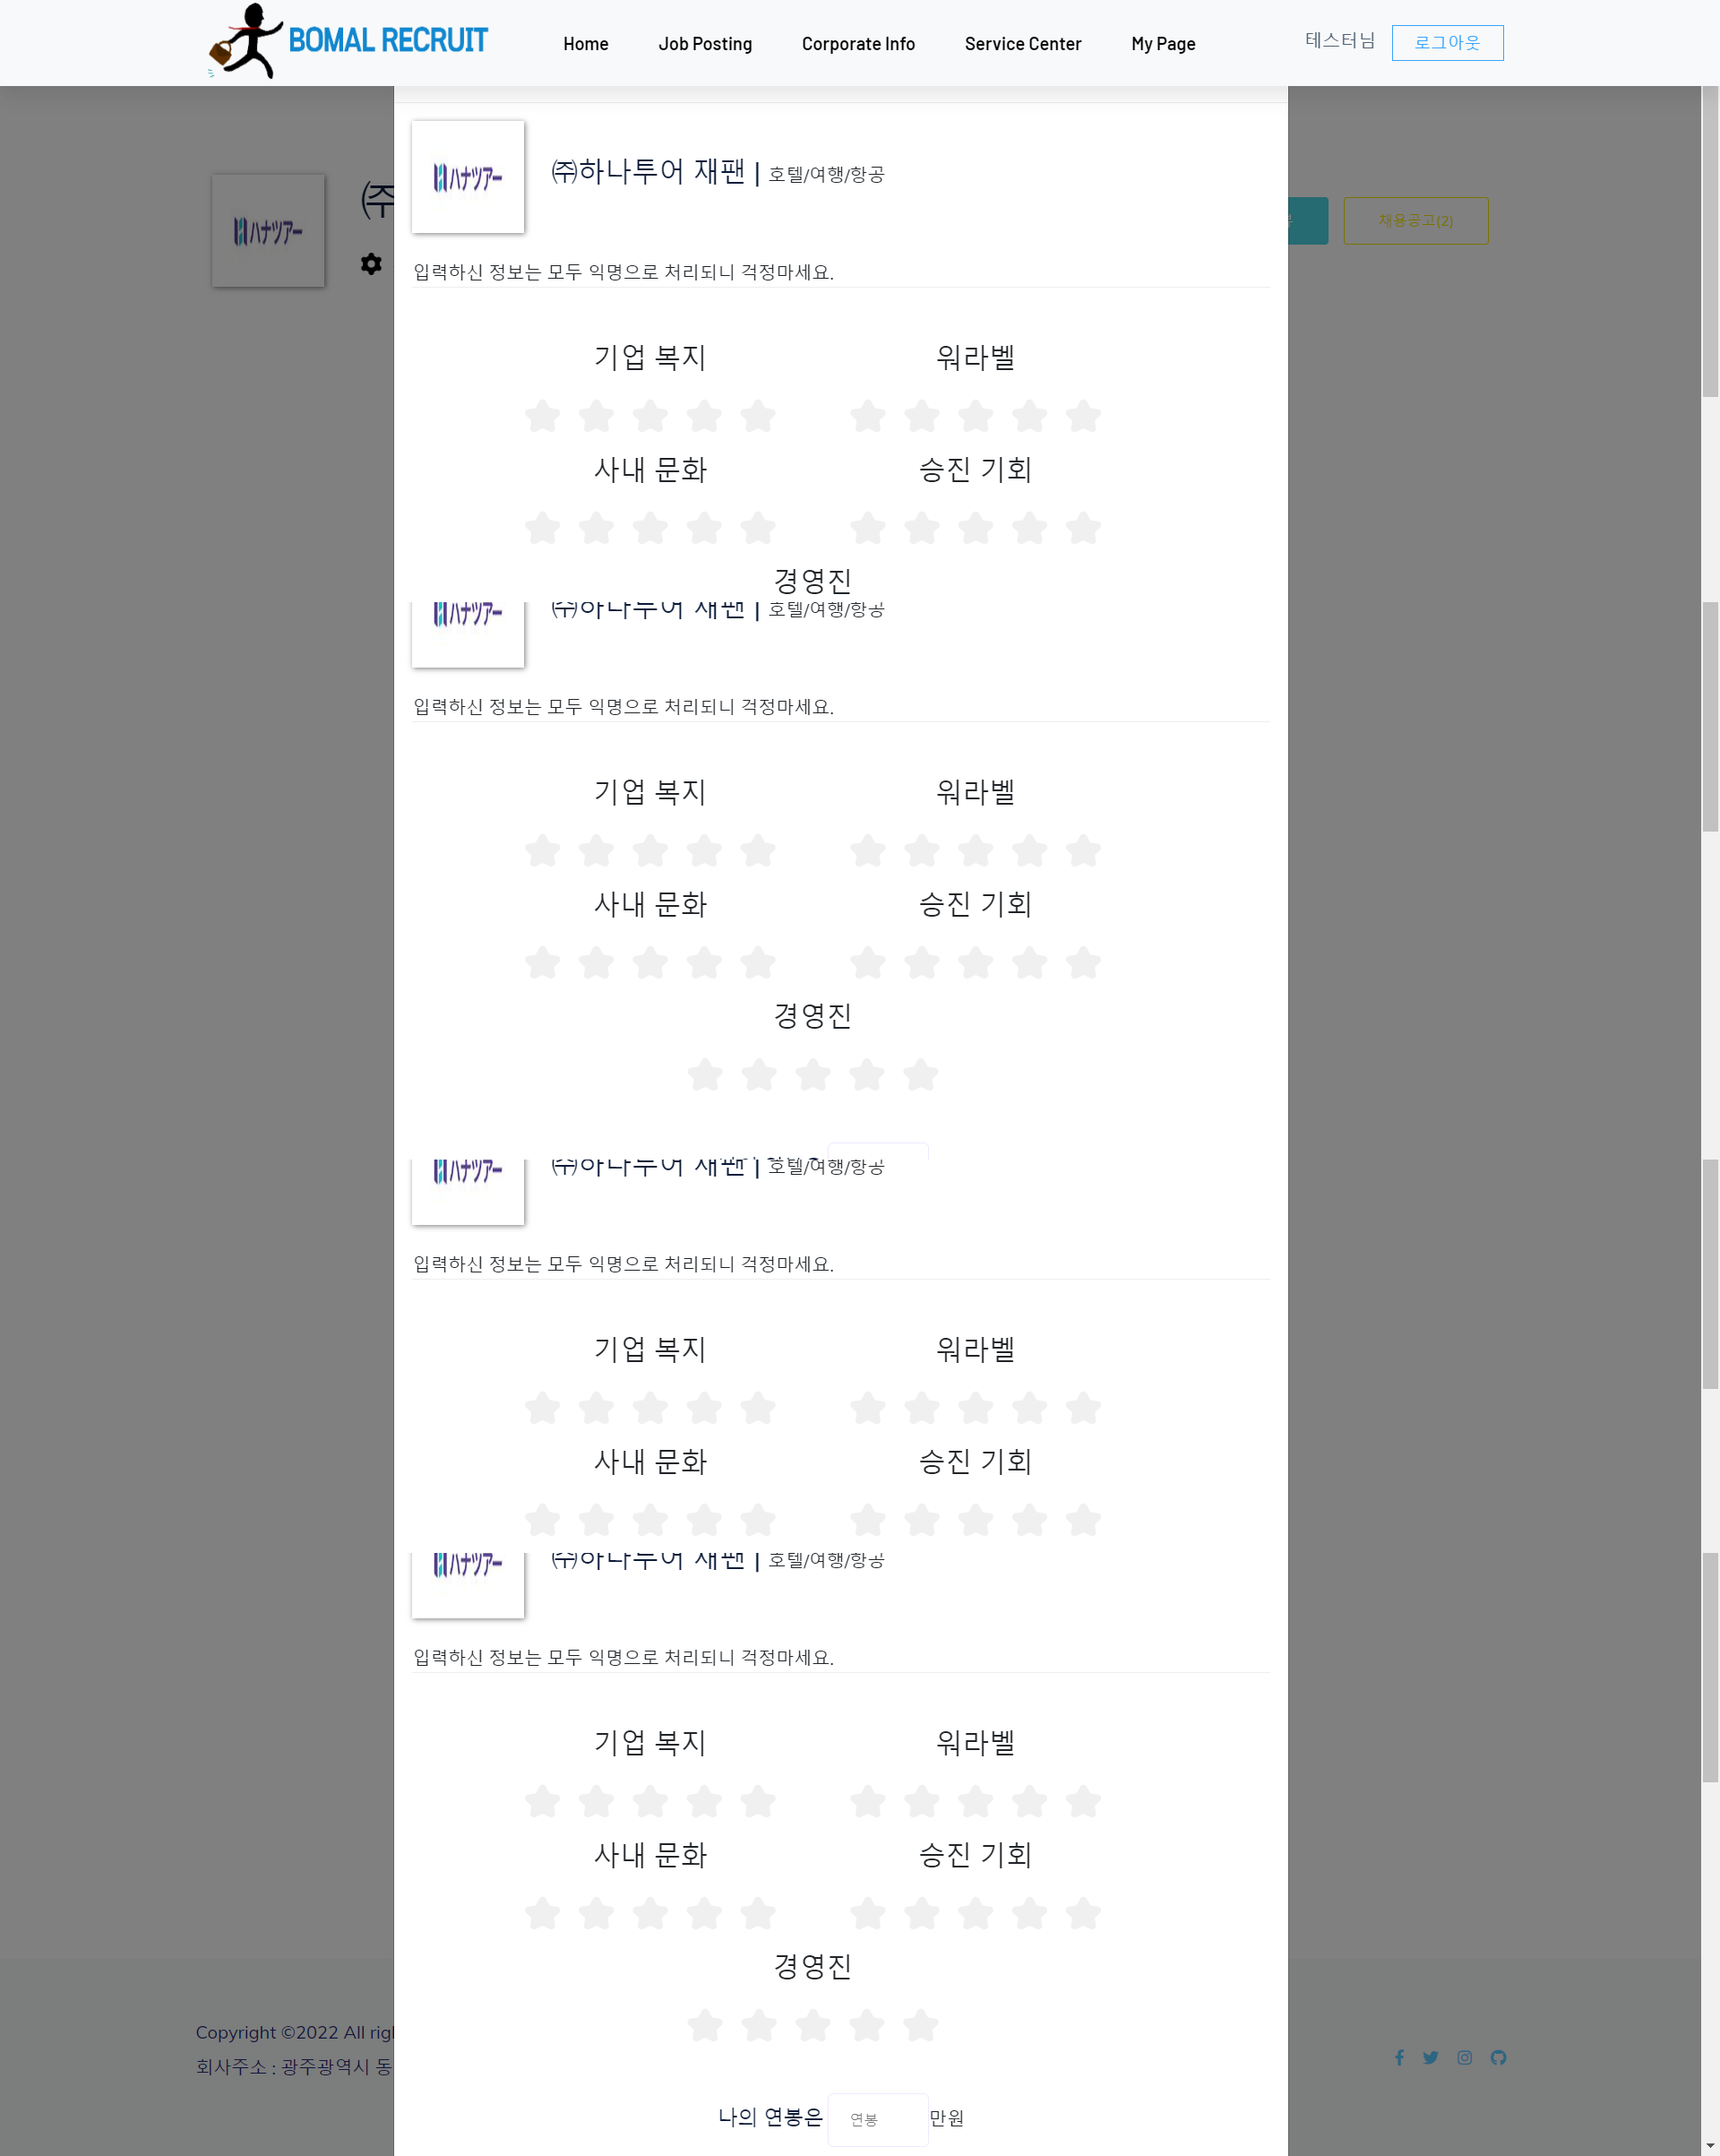 BOMAL RECRUIT
Home Job Posting Corporate Info Service Center My Page 테스터님 로그아웃
ハナツアー ㈜하나투어 재팬 | 호텔/여행/항공
ハナツアー ㈜ 채용공고(2)
입력하신 정보는 모두 익명으로 처리되니 걱정마세요.
기업 복지 워라벨
사내 문화 승진 기회
경영진
ハナツアー ㈜하나투어 재팬 | 호텔/여행/항공
입력하신 정보는 모두 익명으로 처리되니 걱정마세요.
기업 복지 워라벨
사내 문화 승진 기회
경영진
ハナツアー ㈜하나투어 재팬 | 호텔/여행/항공
입력하신 정보는 모두 익명으로 처리되니 걱정마세요.
기업 복지 워라벨
사내 문화 승진 기회
ハナツアー ㈜하나투어 재팬 | 호텔/여행/항공
입력하신 정보는 모두 익명으로 처리되니 걱정마세요.
기업 복지 워라벨
사내 문화 승진 기회
경영진
Copyright ©2022 All righ
회사주소 : 광주광역시 동
나의 연봉은 연봉 만원